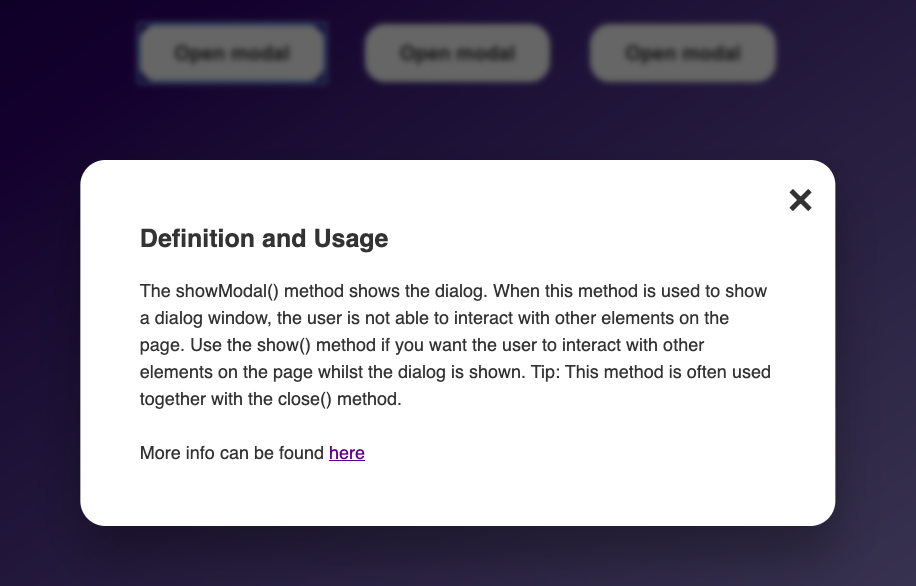 Open modal Open modal Open modal
Definition and Usage
The showModal() method shows the dialog. When this method is used to show
a dialog window, the user is not able to interact with other elements on the
page. Use the show() method if you want the user to interact with other
elements on the page whilst the dialog is shown. Tip: This method is often used
together with the close() method.
More info can be found here